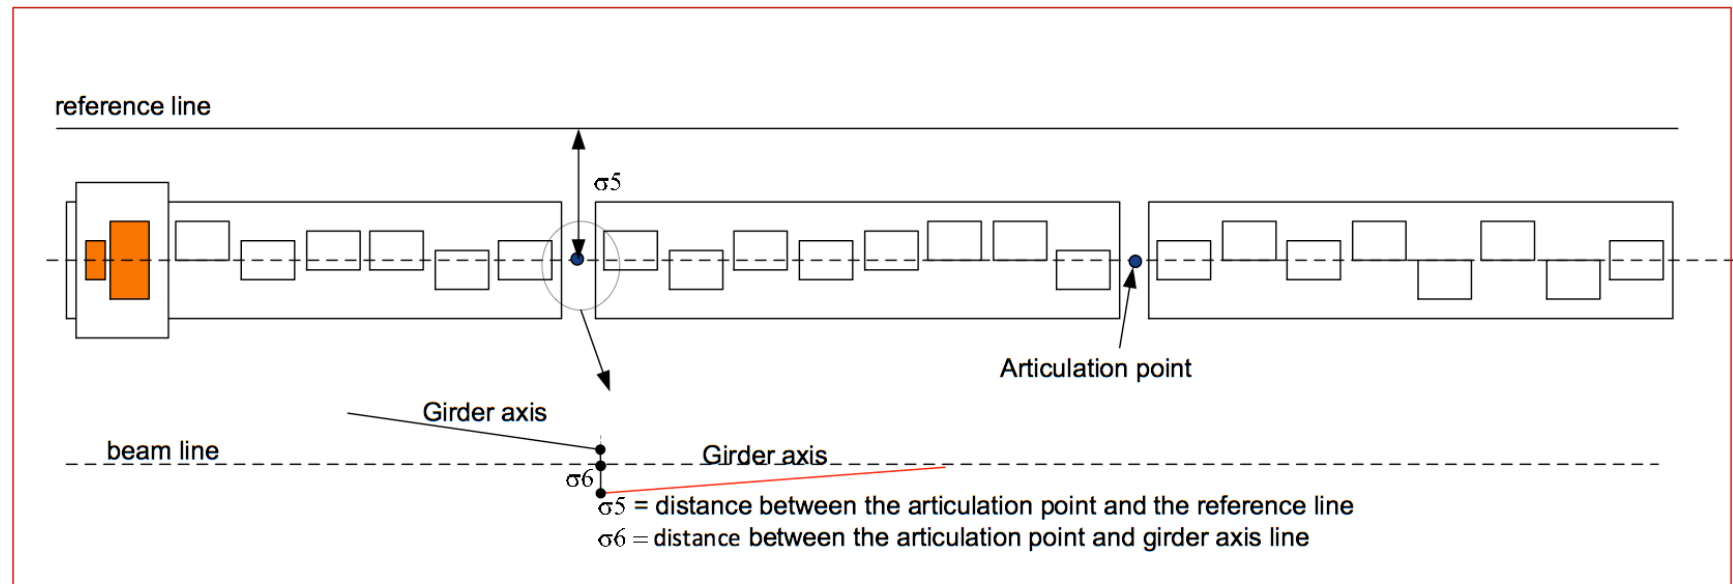 reference line
σ5
Articulation point
Girder axis
beam line
Girder axis
σ6
σ5 = distance between the articulation point and the reference line
σ6 = distance between the articulation point and girder axis line